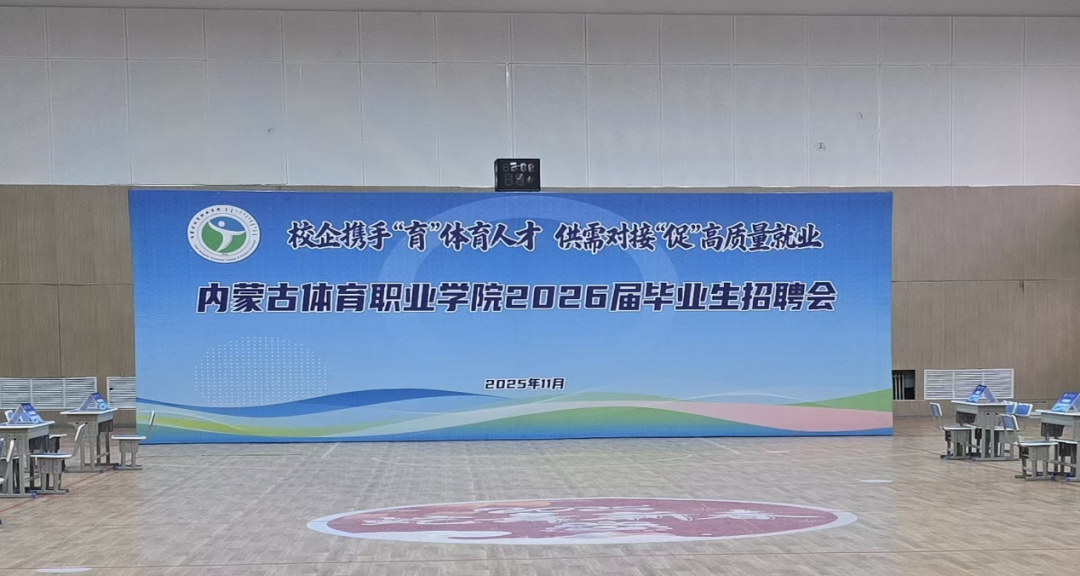 校企携手“育”体育人才 供需对接“促”高质量就业
内蒙古体育职业学院2026届毕业生招聘会
2025年11月